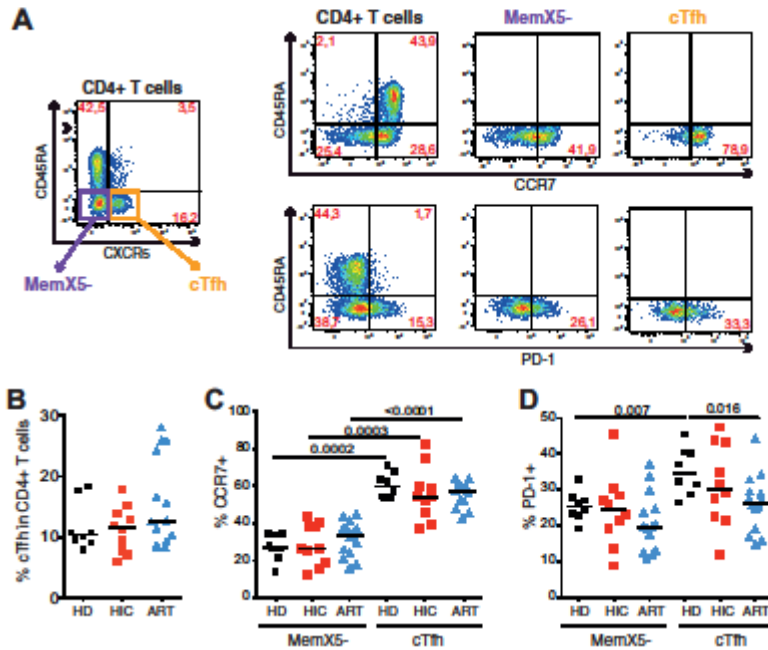 A
CD4+ T cells
MemX5-
cTfh
CD4+ T cells
2,1
43,9
42,5
3,5
CD45RA
CD45RA
25,4
28,6
41,9
78,9
CCR7
16,2
CXCR5
44,3
1,7
MemX5-
cTfh
CD45RA
15,3
26,1
33,3
PD-1
B
C
D
30
20
10
0
% cTfh in CD4+ T cells
HD
HIC
ART
100
80
60
40
20
0
% CCR7+
<0.0001
0.0003
0.0002
HD
HIC
ART
HD
HIC
ART
MemX5-
cTfh
50
40
30
20
10
0
% PD-1+
0.007
0.016
HD
HIC
ART
HD
HIC
ART
MemX5-
cTfh